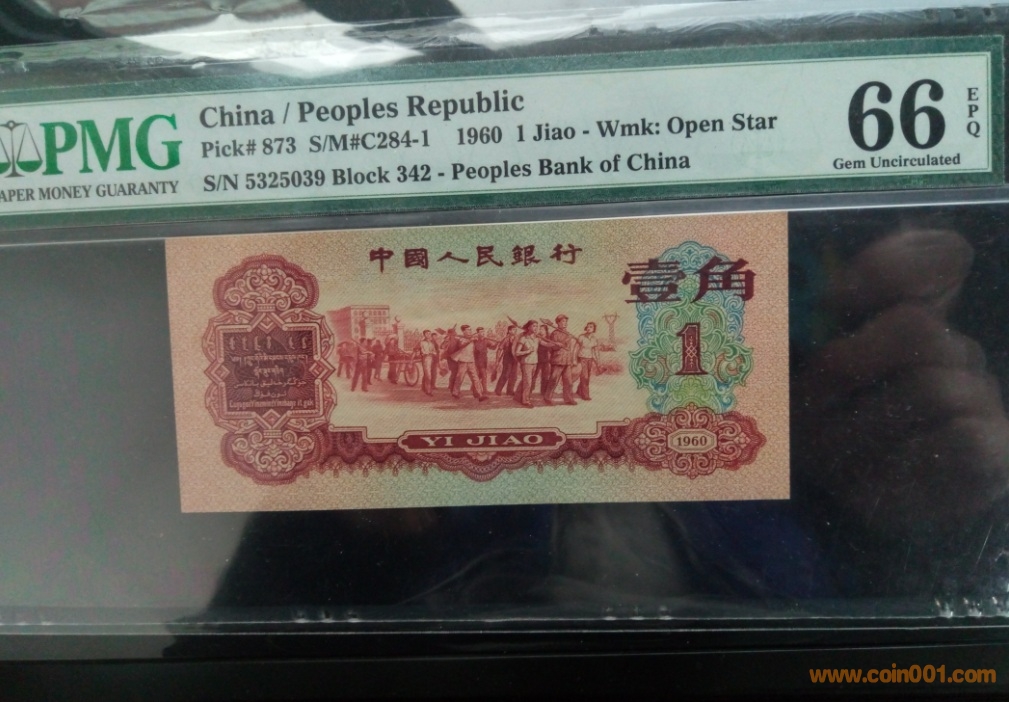 China / Peoples Republic
PMG
PAPER MONEY GUARANTY
Pick# 873 S/M#C284-1 1960 1 Jiao - Wmk: Open Star
S/N 5325039 Block 342 - Peoples Bank of China
66
EPQ
Gem Uncirculated
中國人民銀行
壹角
1
YI JIAO
1960
www.coin001.com